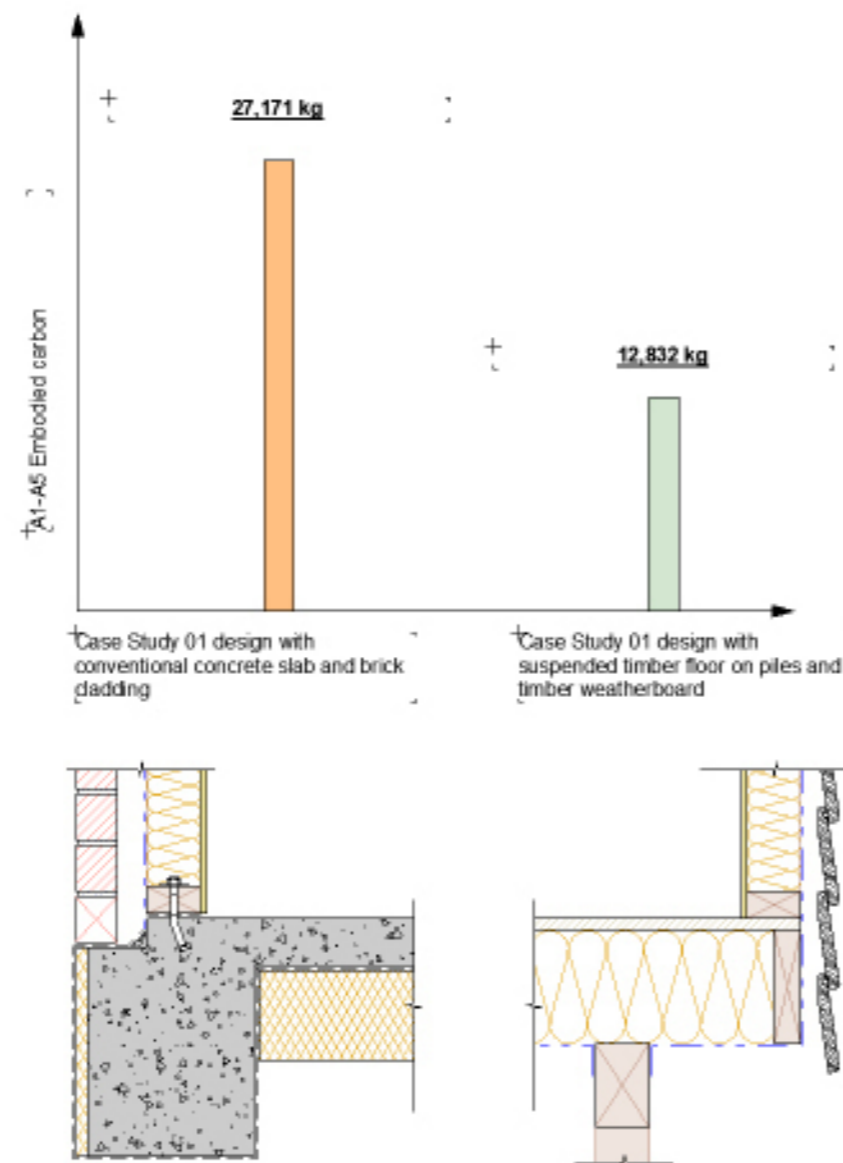 27,171 kg
12,832 kg
A1-A5 Embodied carbon
Case Study 01 design with
conventional concrete slab and brick
cladding
Case Study 01 design with
suspended timber floor on piles and
timber weatherboard